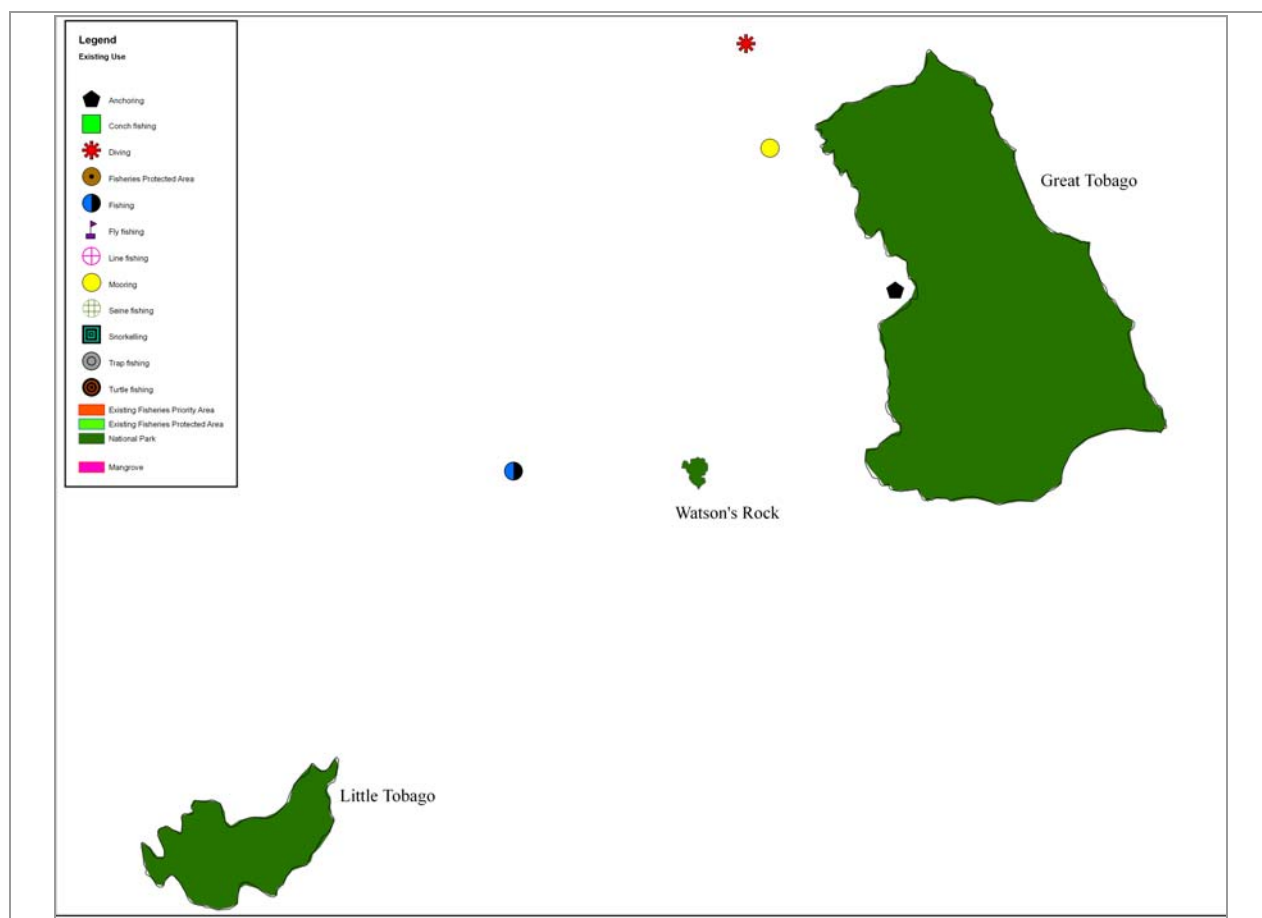 Legend
Existing Use
Anchoring
Conch fishing
Diving
Fisheries Protected Area
Fishing
Fly fishing
Line fishing
Mooring
Seine fishing
Snorkelling
Trap fishing
Turtle fishing
Existing Fisheries Priority Area
Existing Fisheries Protected Area
National Park
Mangrove
Great Tobago
Watson's Rock
Little Tobago